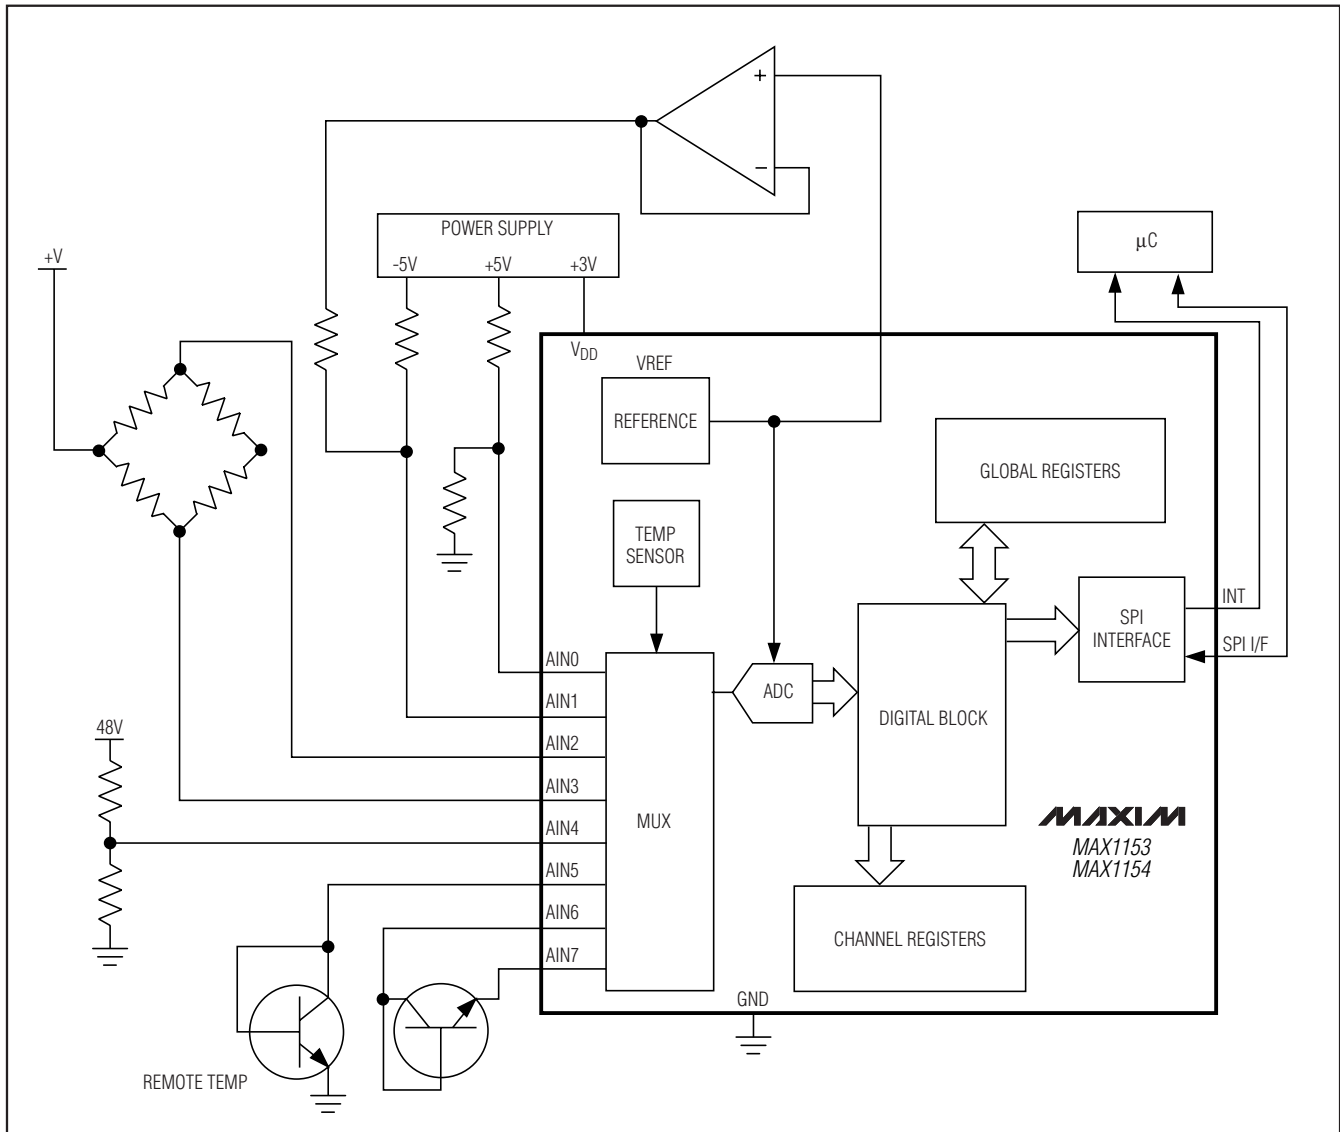 +
−
POWER SUPPLY
-5V +5V +3V
µC
+V
VDD
VREF
REFERENCE
GLOBAL REGISTERS
TEMP
SENSOR
SPI
INTERFACE
INT
SPI I/F
AIN0
AIN1
AIN2
AIN3
AIN4
AIN5
AIN6
AIN7
MUX
ADC
DIGITAL BLOCK
48V
MAXIM
MAX1153
MAX1154
CHANNEL REGISTERS
GND
REMOTE TEMP